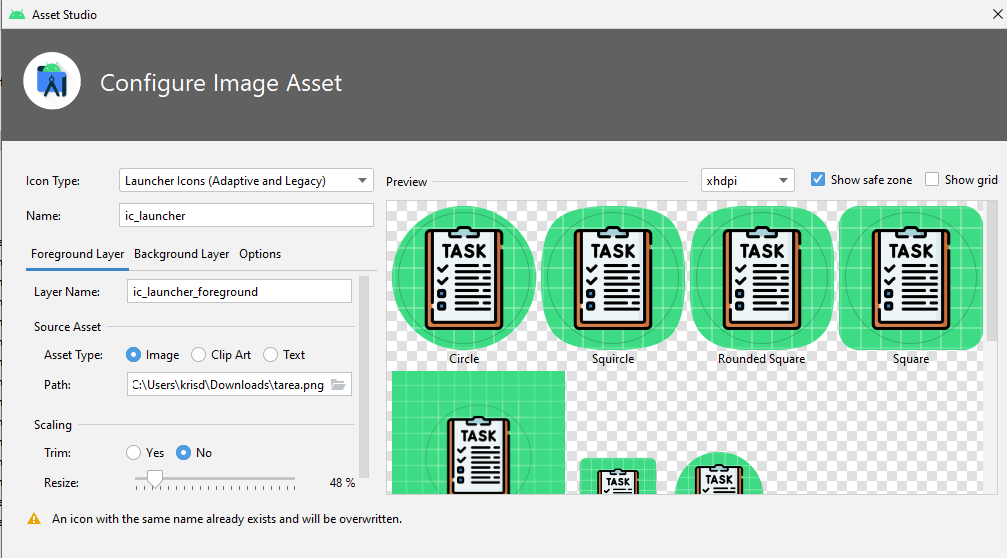 Asset Studio
Configure Image Asset
Icon Type:
Launcher Icons (Adaptive and Legacy)
Name:
ic_launcher
Foreground Layer Background Layer Options
Layer Name:
ic_launcher_foreground
Source Asset
Asset Type:
Image Clip Art Text
Path:
C:\Users\krisd\Downloads\tarea.png
Scaling
Trim:
Yes No
Resize:
48 %
Preview
xhdpi
Show safe zone
Show grid
TASK
TASK
TASK
TASK
Circle
Squircle
Rounded Square
Square
TASK
TASK
TASK
An icon with the same name already exists and will be overwritten.